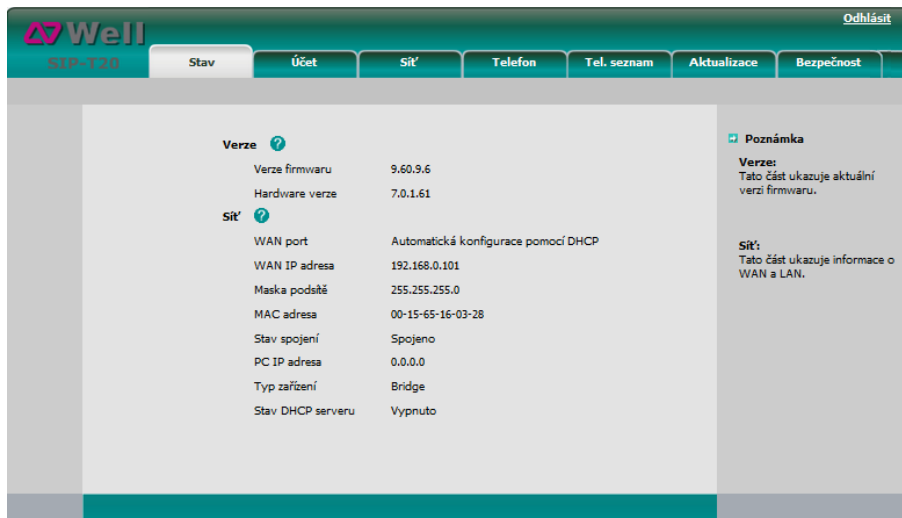 Odhlásit
Well
SIP-T20
Stav Účet Síť Telefon Tel. seznam Aktualizace Bezpečnost
Verze ?
Verze firmwaru 9.60.9.6
Hardware verze 7.0.1.61
Síť ?
WAN port Automatická konfigurace pomocí DHCP
WAN IP adresa 192.168.0.101
Maska podsítě 255.255.255.0
MAC adresa 00-15-65-16-03-28
Stav spojení Spojeno
PC IP adresa 0.0.0.0
Typ zařízení Bridge
Stav DHCP serveru Vypnuto
Poznámka
Verze:
Tato část ukazuje aktuální
verzi firmwaru.
Síť:
Tato část ukazuje informace o
WAN a LAN.